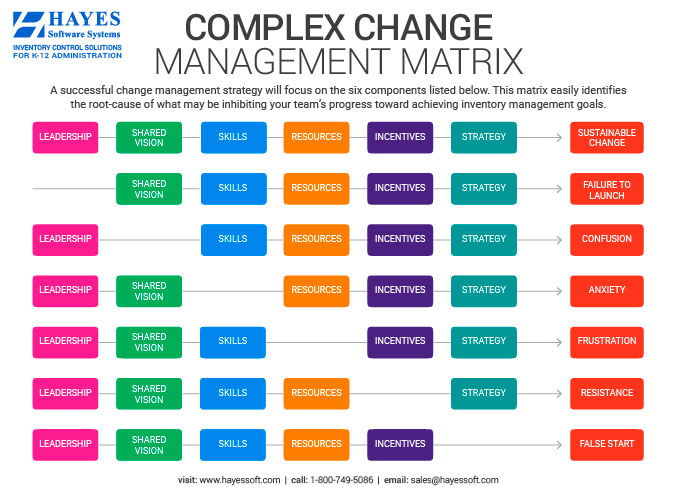 HAYES
Software Systems
INVENTORY CONTROL SOLUTIONS
FOR K-12 ADMINISTRATION
COMPLEX CHANGE
MANAGEMENT MATRIX
A successful change management strategy will focus on the six components listed below. This matrix easily identifies
the root-cause of what may be inhibiting your team's progress toward achieving inventory management goals.
LEADERSHIP SHARED VISION SKILLS RESOURCES INCENTIVES STRATEGY SUSTAINABLE CHANGE
SHARED VISION SKILLS RESOURCES INCENTIVES STRATEGY FAILURE TO LAUNCH
LEADERSHIP SKILLS RESOURCES INCENTIVES STRATEGY CONFUSION
LEADERSHIP SHARED VISION RESOURCES INCENTIVES STRATEGY ANXIETY
LEADERSHIP SHARED VISION SKILLS INCENTIVES STRATEGY FRUSTRATION
LEADERSHIP SHARED VISION SKILLS RESOURCES STRATEGY RESISTANCE
LEADERSHIP SHARED VISION SKILLS RESOURCES INCENTIVES FALSE START
visit: www.hayessoft.com | call: 1-800-749-5086 | email: sales@hayessoft.com